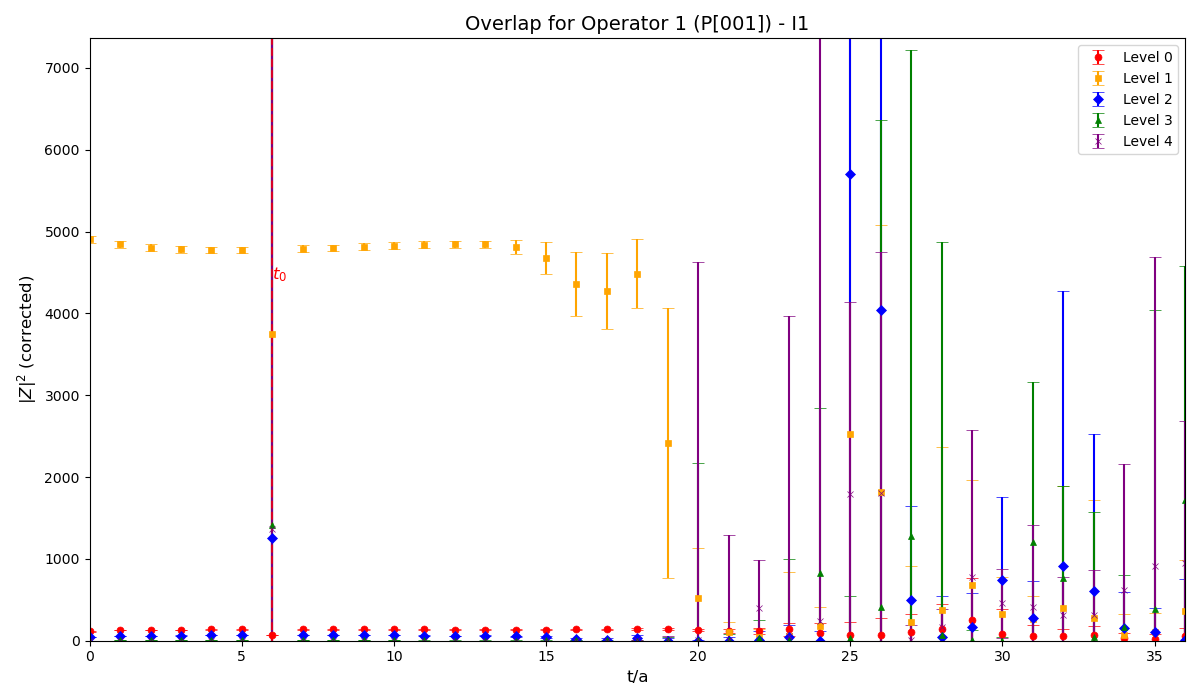 Overlap for Operator 1 (P[001]) - I1
7000
6000
5000
4000
3000
2000
1000
0
|Z|² (corrected)
t₀
Level 0
Level 1
Level 2
Level 3
Level 4
0
5
10
15
20
25
30
35
t/a